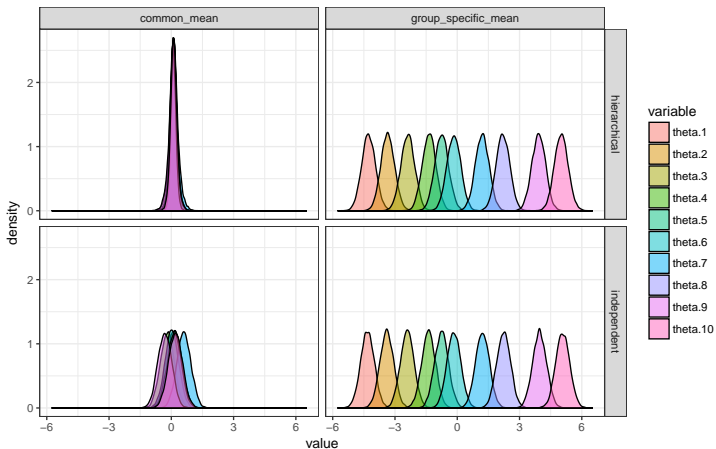 common_mean
group_specific_mean
2
1
0
hierarchical
density
2
1
0
independent
−6
−3
0
3
6
−6
−3
0
3
6
value
variable
theta.1
theta.2
theta.3
theta.4
theta.5
theta.6
theta.7
theta.8
theta.9
theta.10